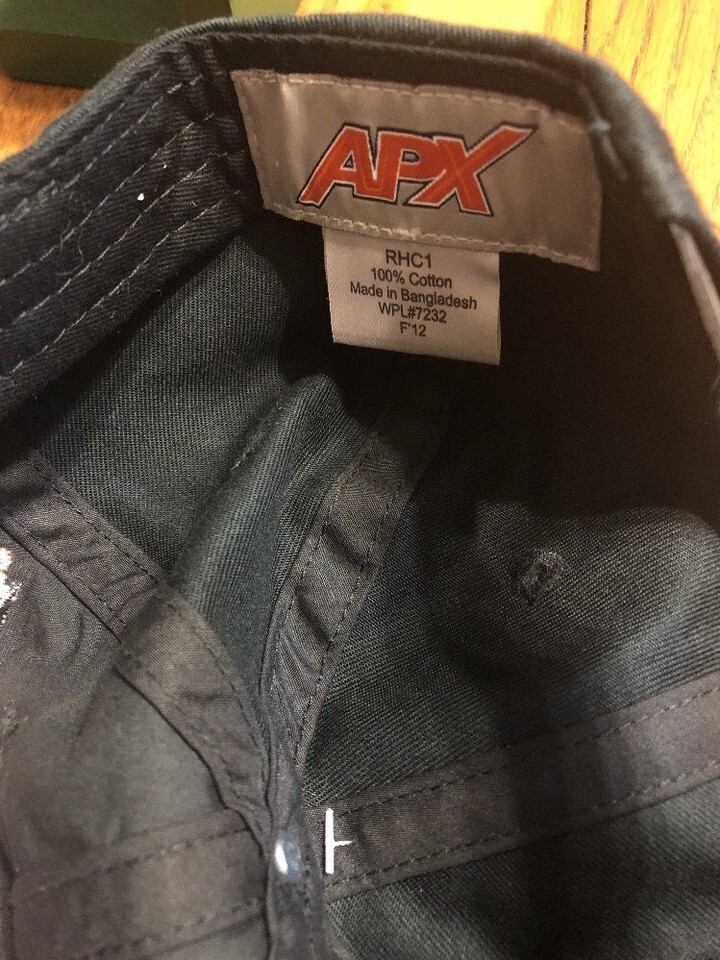 APX
RHC1
100% Cotton
Made in Bangladesh
WPL#7232
F'12